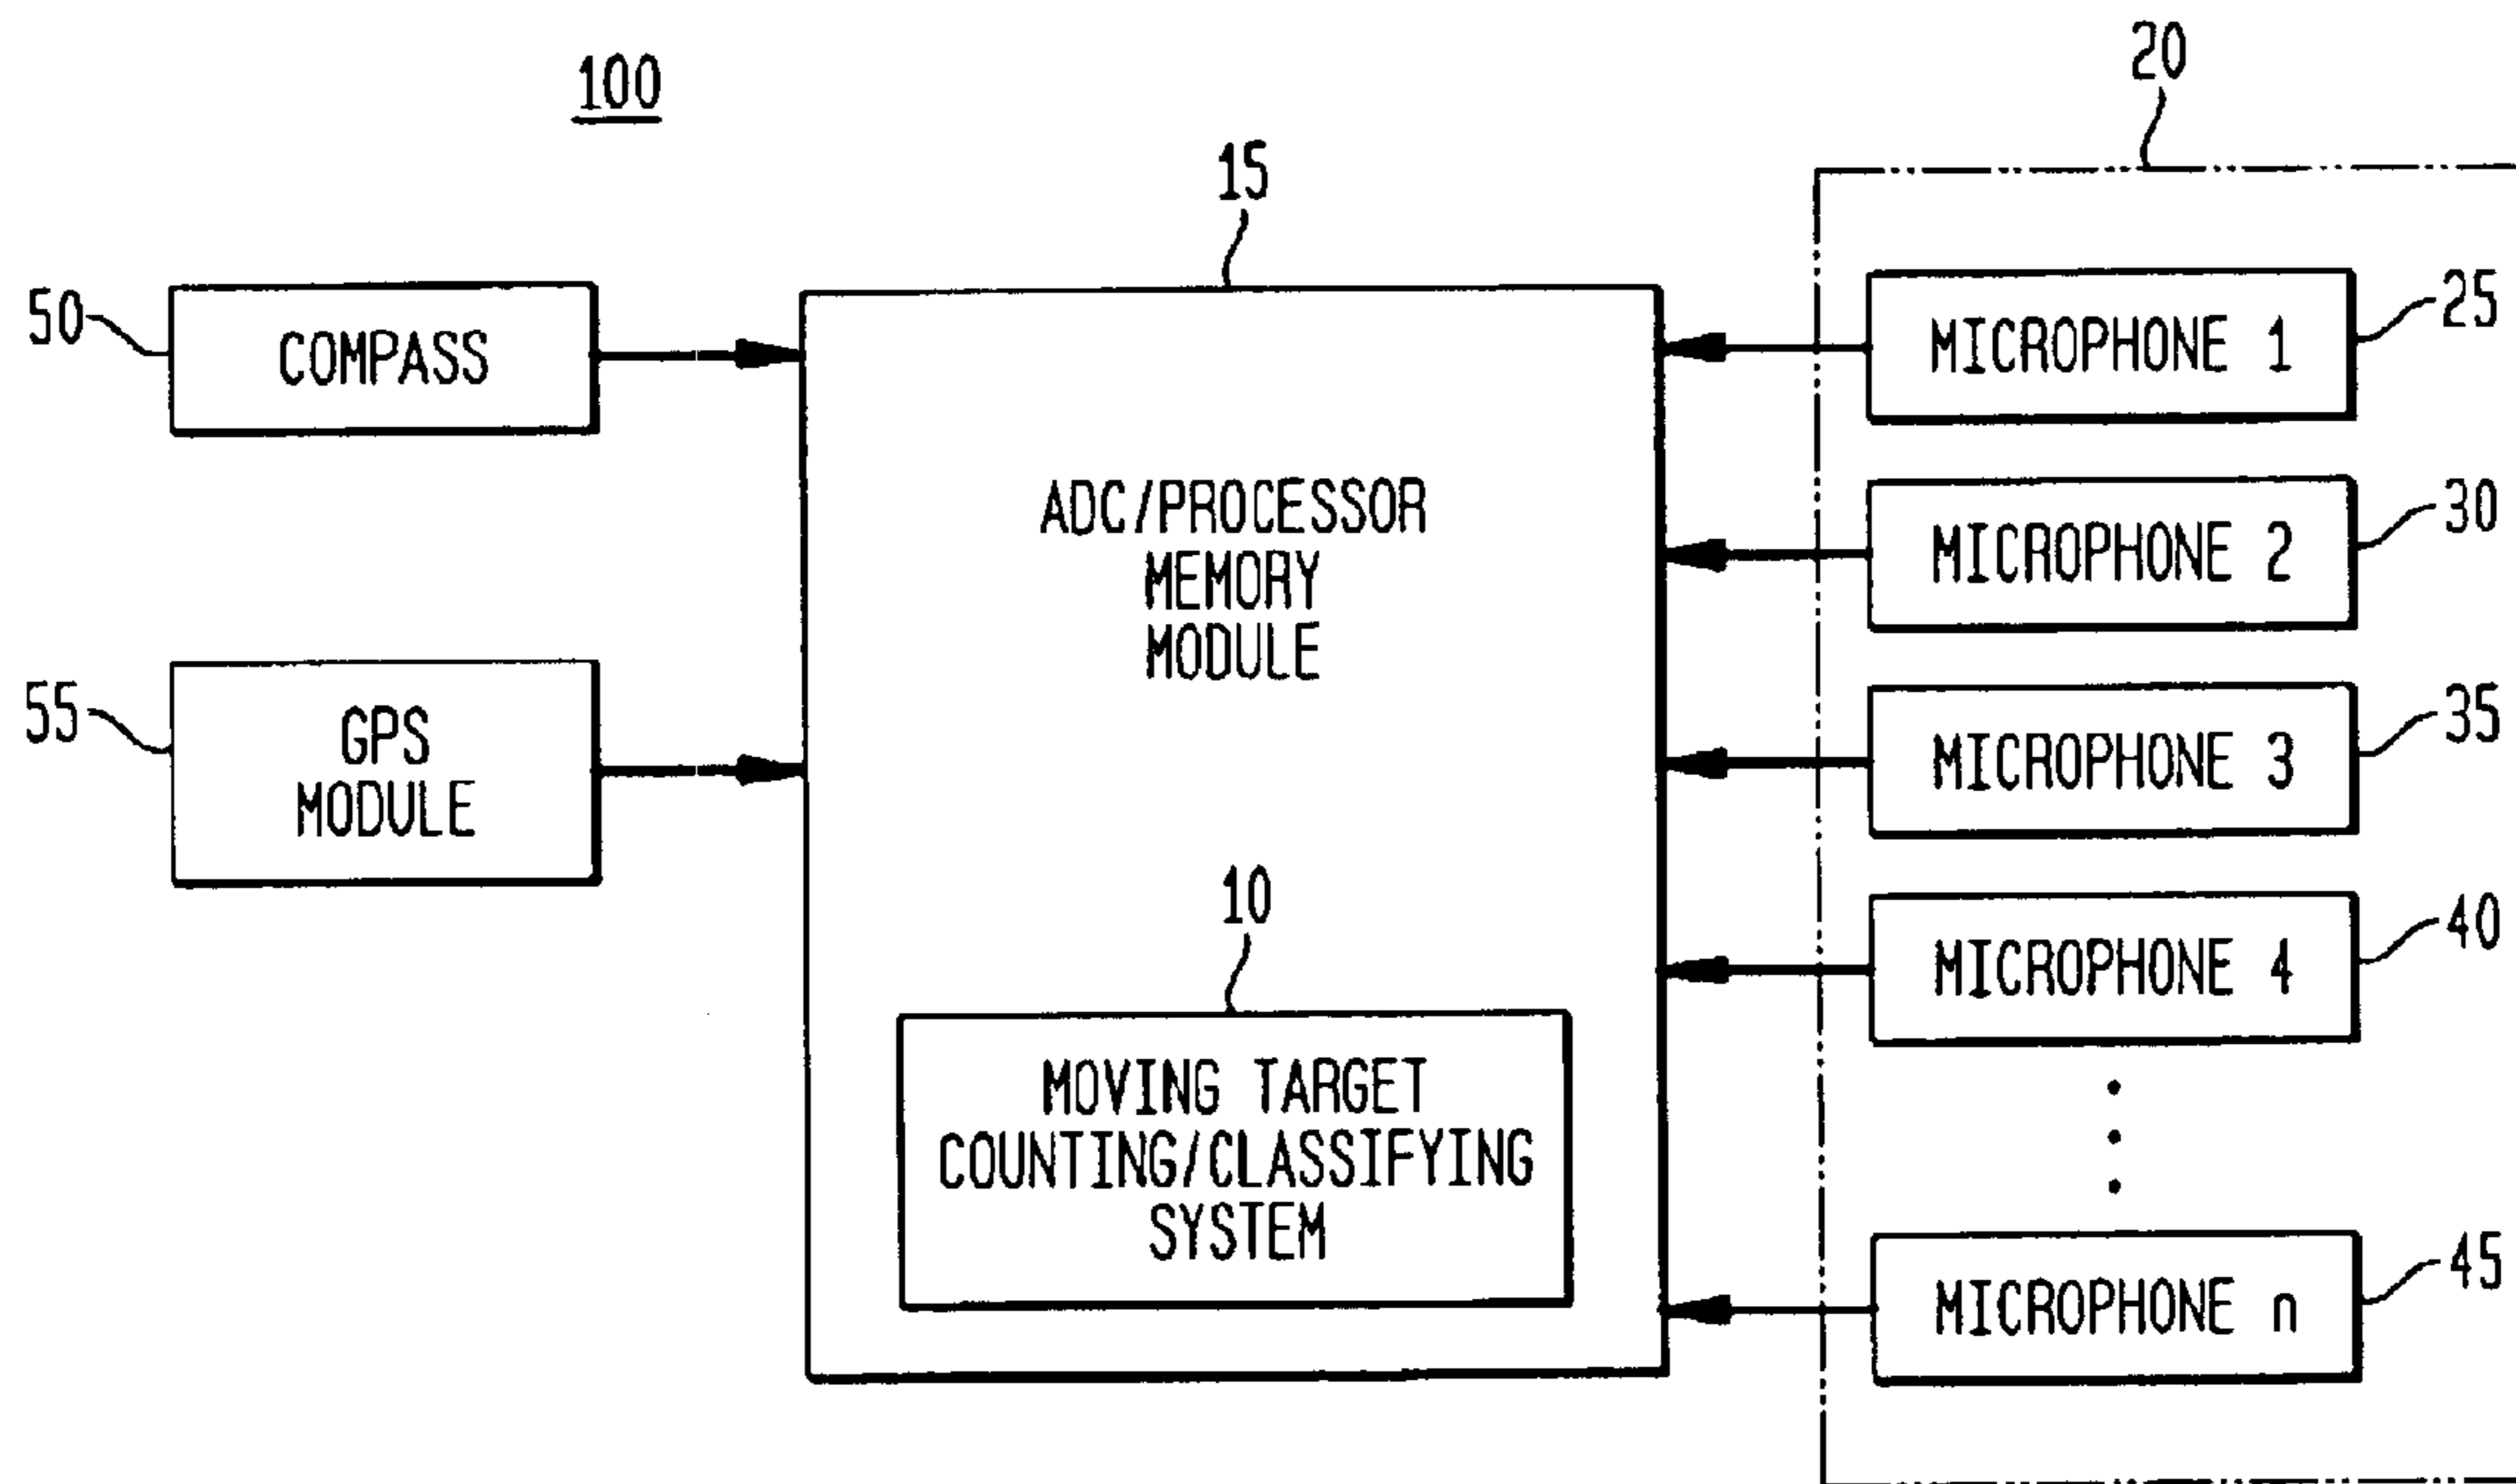 100
20
15
50
COMPASS
MICROPHONE 1
25
ADC/PROCESSOR
MEMORY
MODULE
MICROPHONE 2
30
55
GPS
MODULE
MICROPHONE 3
35
10
MICROPHONE 4
40
MOVING TARGET
COUNTING/CLASSIFYING
SYSTEM
MICROPHONE n
45